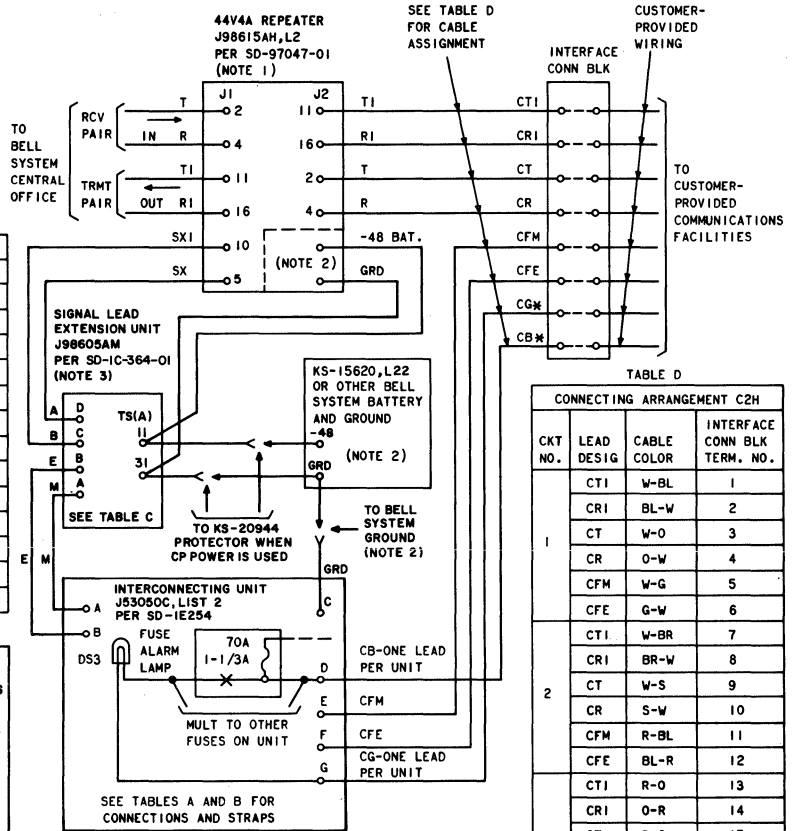 44V4A REPEATER
J98615AH,L2
PER SD-97047-01
(NOTE 1)
SEE TABLE D
FOR CABLE
ASSIGNMENT
CUSTOMER-
PROVIDED
WIRING
INTERFACE
CONN BLK
TO
BELL
SYSTEM
CENTRAL
OFFICE
RCV
PAIR
TRMT
PAIR
T
IN R
T1
OUT R1
SX1
SX
J1
2
4
11
16
10
5
J2
11
16
2
4
(NOTE 2)
T1
R1
T
R
-48 BAT.
GRD
CT1
CR1
CT
CR
CFM
CFE
CG*
CB*
TO
CUSTOMER-
PROVIDED
COMMUNICATIONS
FACILITIES
SIGNAL LEAD
EXTENSION UNIT
J98605AM
PER SD-1C-364-01
(NOTE 3)
A D
B C
E B
M A
TS(A)
11
31
SEE TABLE C
KS-15620,L22
OR OTHER BELL
SYSTEM BATTERY
AND GROUND
-48
(NOTE 2)
GRD
TO KS-20944
PROTECTOR WHEN
CP POWER IS USED
TO BELL
SYSTEM
GROUND
(NOTE 2)
GRD
E M
INTERCONNECTING UNIT
J53050C, LIST 2
PER SD-1E254
A
B
C
DS3
FUSE
ALARM
LAMP
70A
1-1/3A
MULT TO OTHER
FUSES ON UNIT
D
E
F
G
CB-ONE LEAD
PER UNIT
CFM
CFE
CG-ONE LEAD
PER UNIT
SEE TABLES A AND B FOR
CONNECTIONS AND STRAPS
TABLE D
CONNECTING ARRANGEMENT C2H
CKT NO. LEAD DESIG CABLE COLOR INTERFACE CONN BLK TERM. NO.
1 CT1 W-BL 1
CR1 BL-W 2
CT W-O 3
CR O-W 4
CFM W-G 5
CFE G-W 6
2 CT1 W-BR 7
CR1 BR-W 8
CT W-S 9
CR S-W 10
CFM R-BL 11
CFE BL-R 12
CT1 R-O 13
CR1 O-R 14